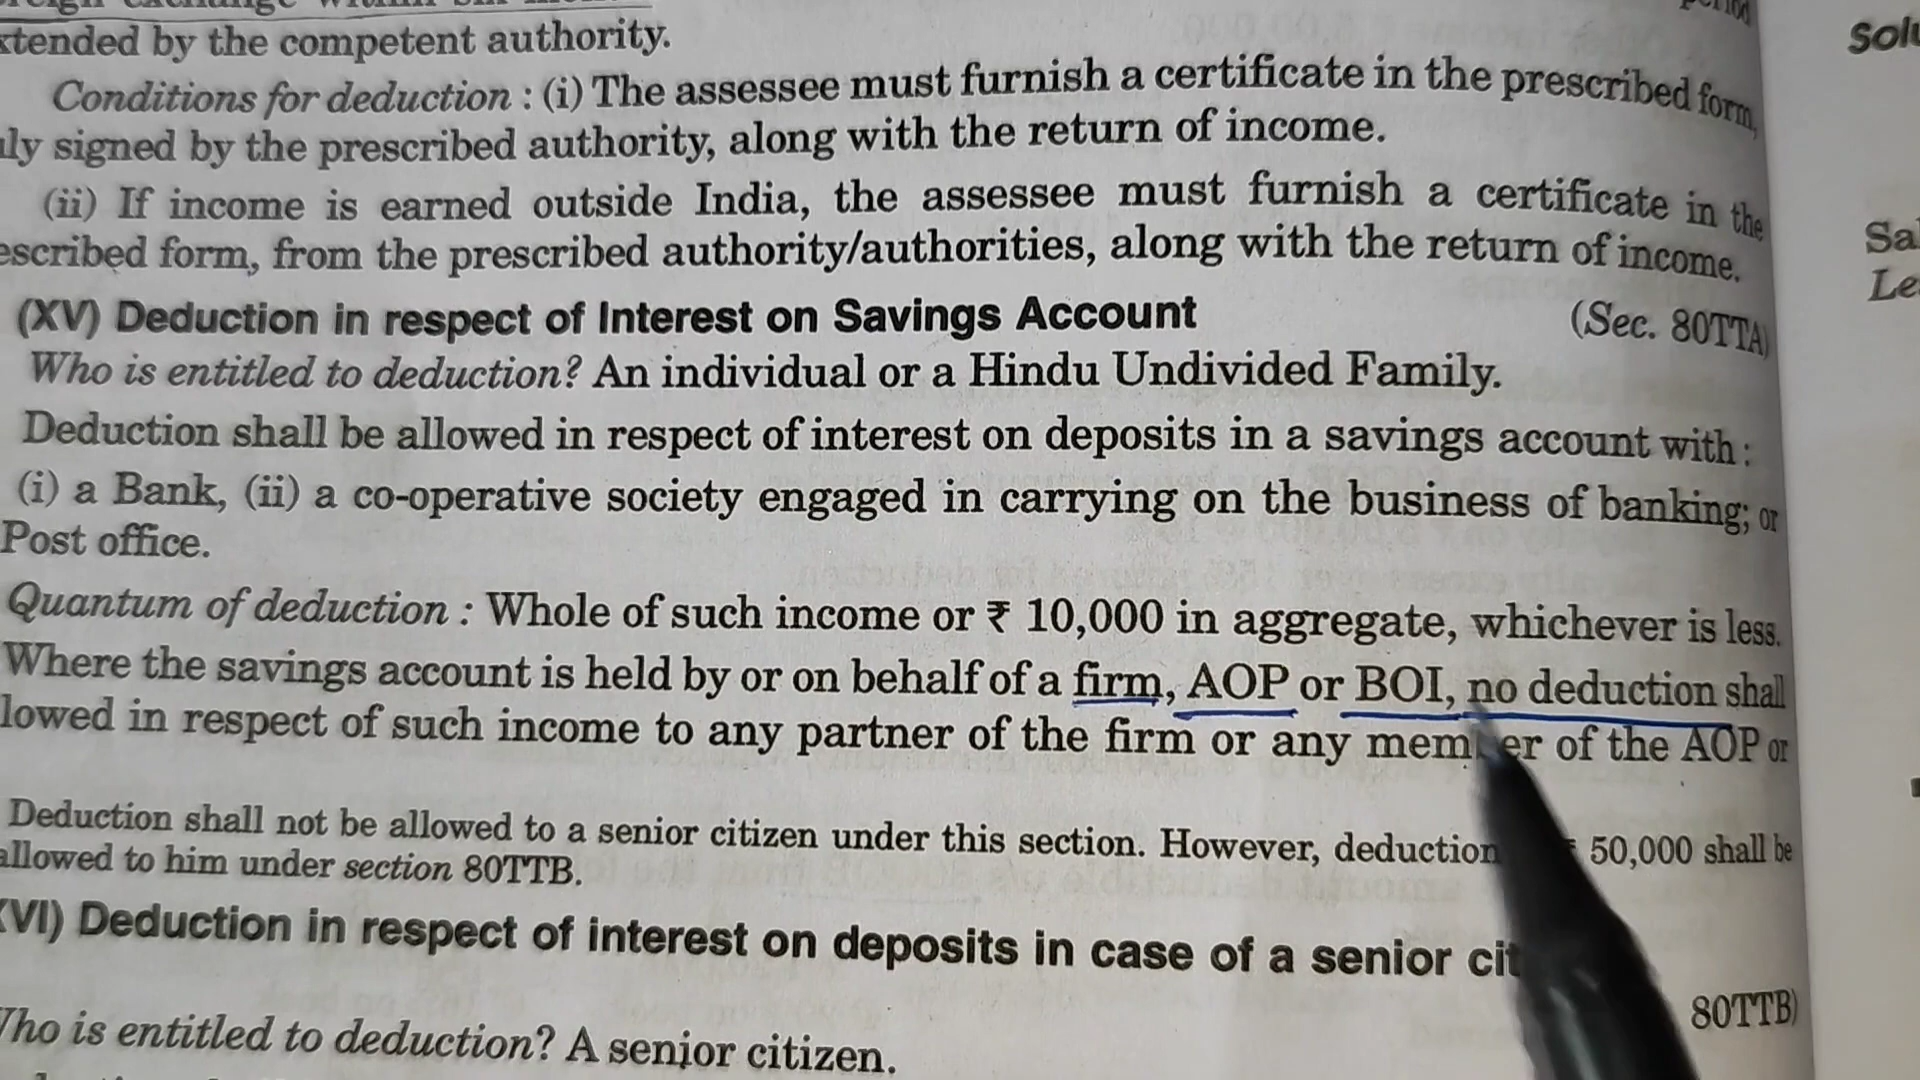 xtended by the competent authority.
Conditions for deduction : (i) The assessee must furnish a certificate in the prescribed form,
uly signed by the prescribed authority, along with the return of income.
(ii) If income is earned outside India, the assessee must furnish a certificate in the
escribed form, from the prescribed authority/authorities, along with the return of income.
(XV) Deduction in respect of Interest on Savings Account (Sec. 80TTA)
Who is entitled to deduction? An individual or a Hindu Undivided Family.
Deduction shall be allowed in respect of interest on deposits in a savings account with :
(i) a Bank, (ii) a co-operative society engaged in carrying on the business of banking; or
Post office.
Quantum of deduction : Whole of such income or ₹ 10,000 in aggregate, whichever is less.
Where the savings account is held by or on behalf of a firm, AOP or BOI, no deduction shall
lowed in respect of such income to any partner of the firm or any member of the AOP or
Deduction shall not be allowed to a senior citizen under this section. However, deduction 50,000 shall be
allowed to him under section 80TTB.
(VI) Deduction in respect of interest on deposits in case of a senior cit
80TTB)
Who is entitled to deduction? A senior citizen.
Solu
Sal
Le